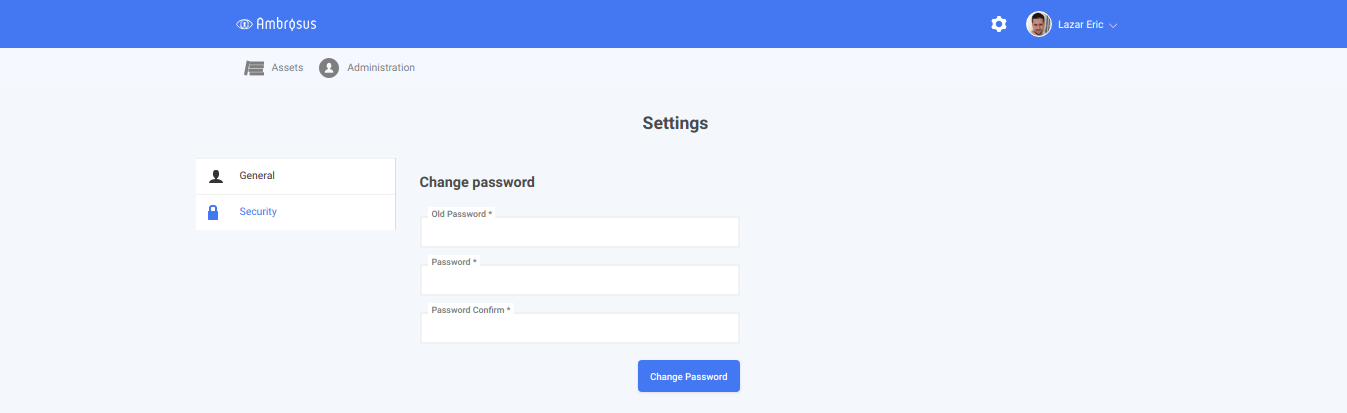 Ambrosus
Lazar Eric
Assets
Administration
Settings
General
Security
Change password
Old Password *
Password *
Password Confirm *
Change Password